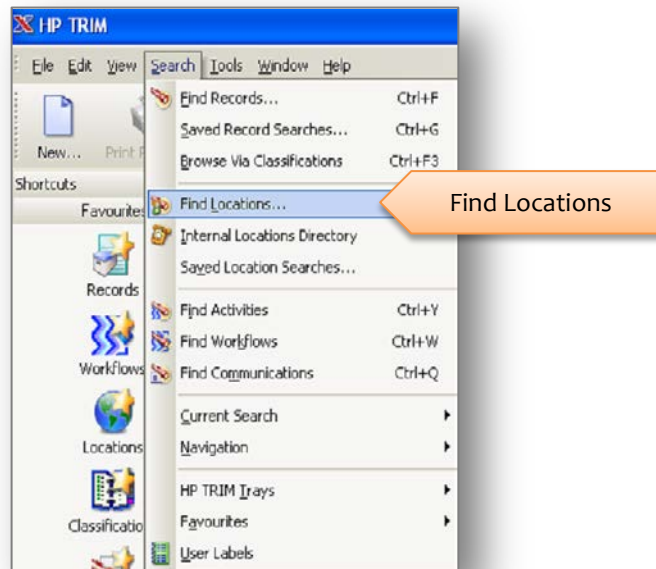 HP TRIM
File Edit View Search Tools Window Help
New... Print
Shortcuts
Favourites
Records
Workflows
Locations
Classificatio
Find Records... Ctrl+F
Saved Record Searches... Ctrl+G
Browse Via Classifications Ctrl+F3
Find Locations...
Internal Locations Directory
Saved Location Searches...
Find Activities Ctrl+Y
Find Workflows Ctrl+W
Find Communications Ctrl+Q
Current Search
Navigation
HP TRIM Trays
Favourites
User Labels
Find Locations